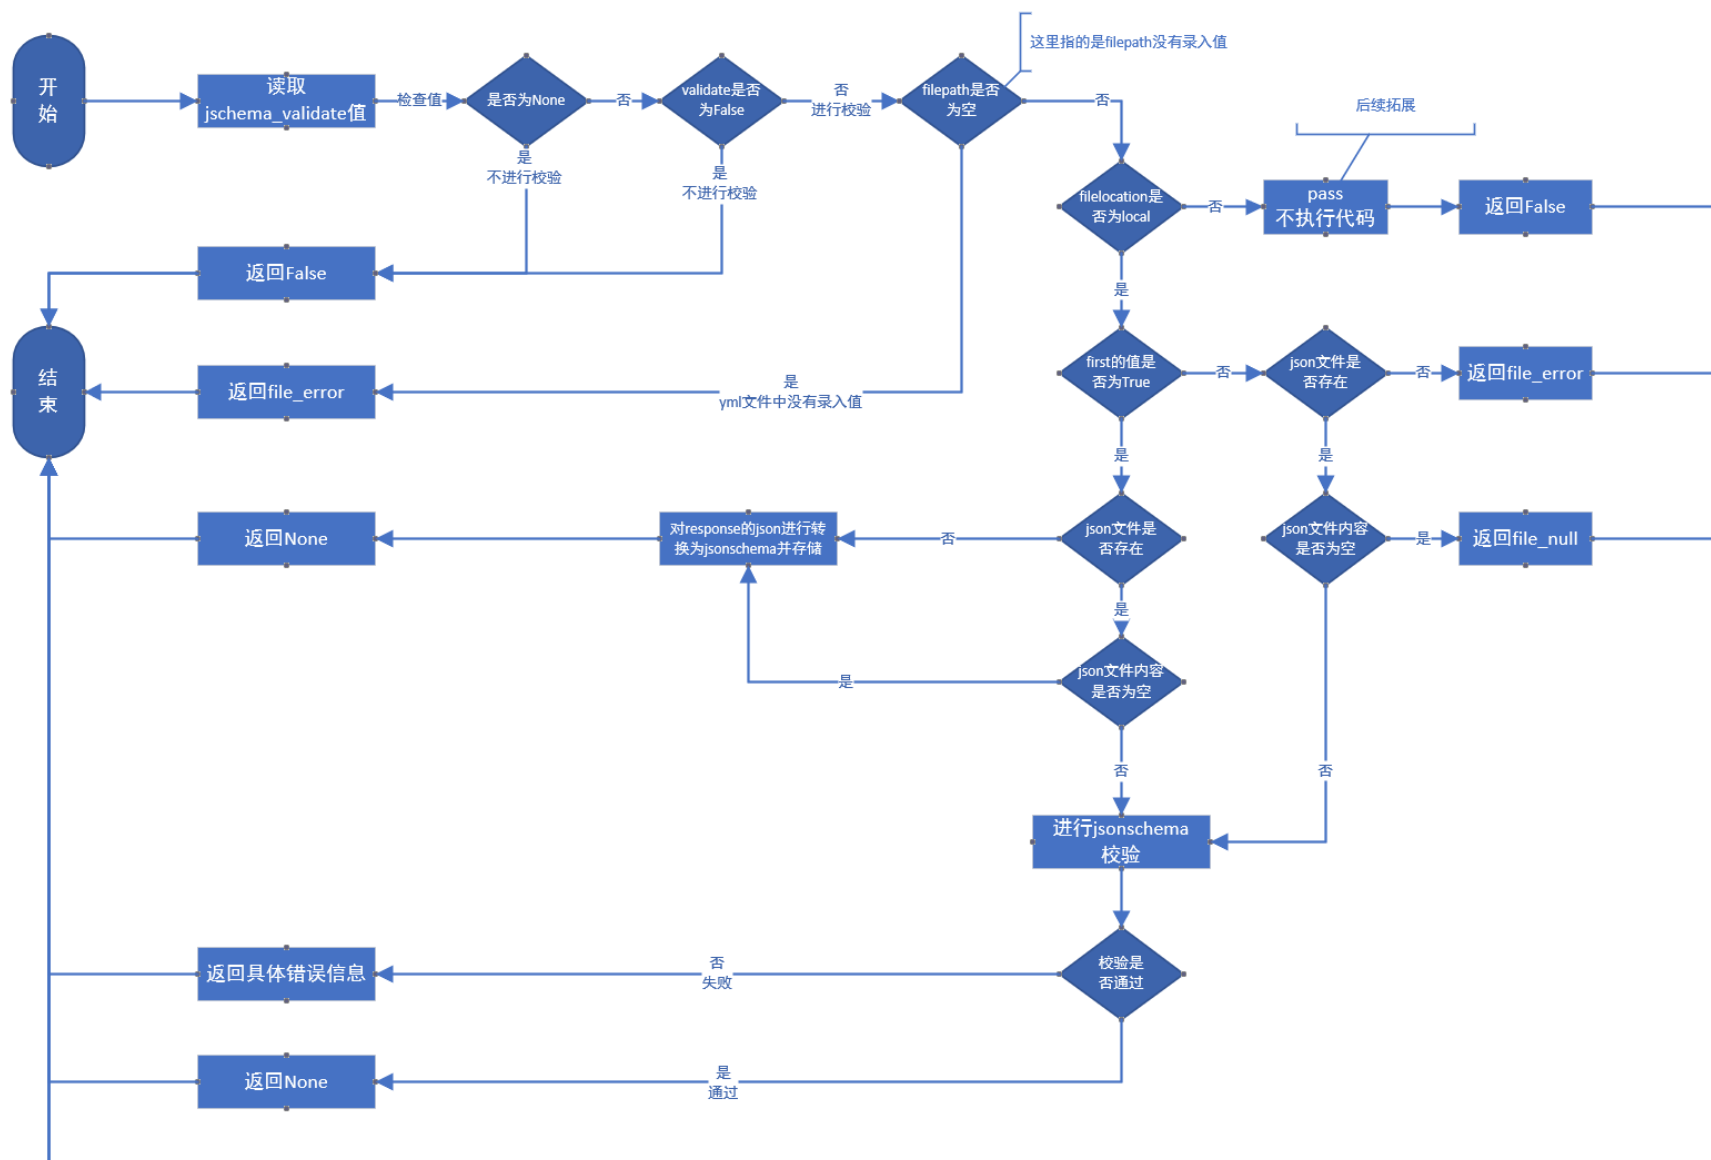 这里指的是filepath没有录入值
开
始
读取
jschema_validate值
检查值
是否为None
否
validate是否
为False
否
进行校验
filepath是否
为空
否
后续拓展
是
不进行校验
是
不进行校验
filelocation是
否为local
否
pass
不执行代码
返回False
返回False
是
结
束
返回file_error
是
yml文件中没有录入值
first的值是
否为True
否
json文件是
否存在
否
返回file_error
是
是
返回None
对response的json进行转
换为jsonschema并存储
否
json文件是
否存在
json文件内容
是否为空
是
返回file_null
是
是
json文件内容
是否为空
否
否
进行jsonschema
校验
返回具体错误信息
否
失败
校验是
否通过
返回None
是
通过